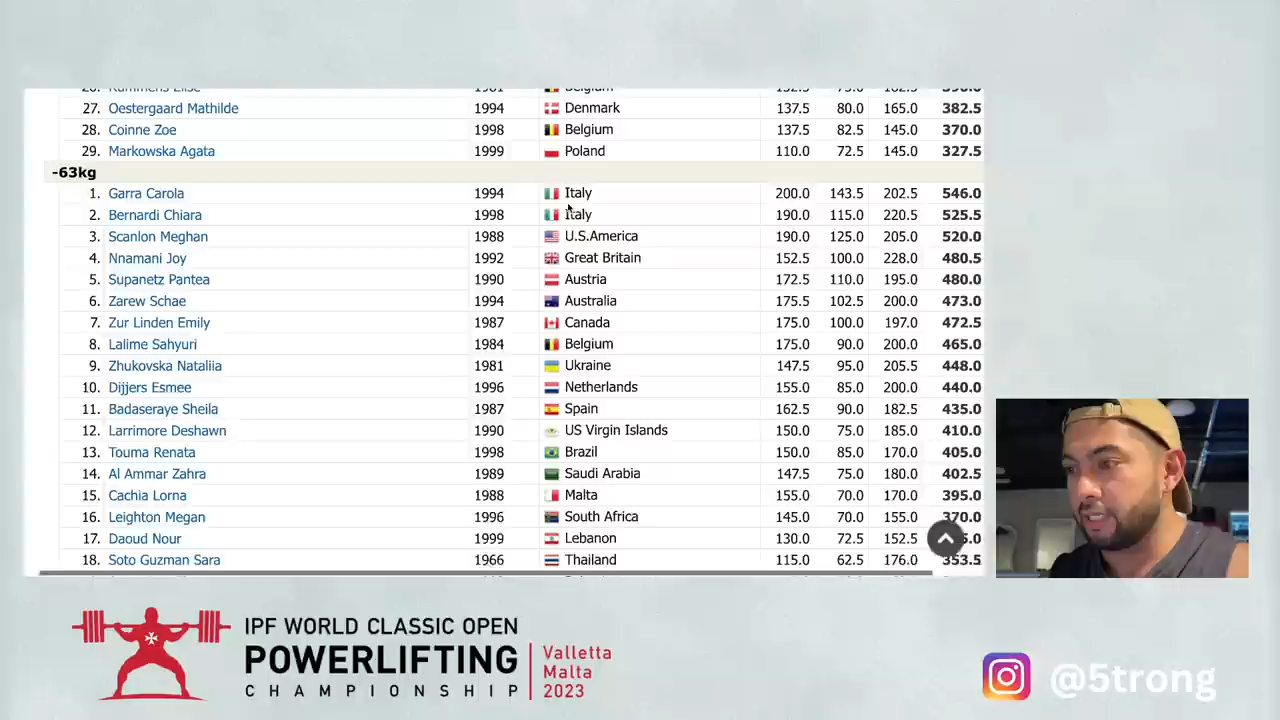 27. Oestergaard Mathilde 1994 Denmark 137.5 80.0 165.0 382.5
28. Coinne Zoe 1998 Belgium 137.5 82.5 145.0 370.0
29. Markowska Agata 1999 Poland 110.0 72.5 145.0 327.5
-63kg
1. Garra Carola 1994 Italy 200.0 143.5 202.5 546.0
2. Bernardi Chiara 1998 Italy 190.0 115.0 220.5 525.5
3. Scanlon Meghan 1988 U.S.America 190.0 125.0 205.0 520.0
4. Nnamani Joy 1992 Great Britain 152.5 100.0 228.0 480.5
5. Supanetz Pantea 1990 Austria 172.5 110.0 195.0 480.0
6. Zarew Schae 1994 Australia 175.5 102.5 200.0 473.0
7. Zur Linden Emily 1987 Canada 175.0 100.0 197.0 472.5
8. Lalime Sahyuri 1984 Belgium 175.0 90.0 200.0 465.0
9. Zhukovska Nataliia 1981 Ukraine 147.5 95.0 205.5 448.0
10. Dijjers Esmee 1996 Netherlands 155.0 85.0 200.0 440.0
11. Badaseraye Sheila 1987 Spain 162.5 90.0 182.5 435.0
12. Larrimore Deshawn 1990 US Virgin Islands 150.0 75.0 185.0 410.0
13. Touma Renata 1998 Brazil 150.0 85.0 170.0 405.0
14. Al Ammar Zahra 1989 Saudi Arabia 147.5 75.0 180.0 402.5
15. Cachia Lorna 1988 Malta 155.0 70.0 170.0 395.0
16. Leighton Megan 1996 South Africa 145.0 70.0 155.0 370.0
17. Daoud Nour 1999 Lebanon 130.0 72.5 152.5
18. Soto Guzman Sara 1966 Thailand 115.0 62.5 176.0 353.5
IPF WORLD CLASSIC OPEN
POWERLIFTING
CHAMPIONSHIP
Valletta
Malta
2023
@5trong